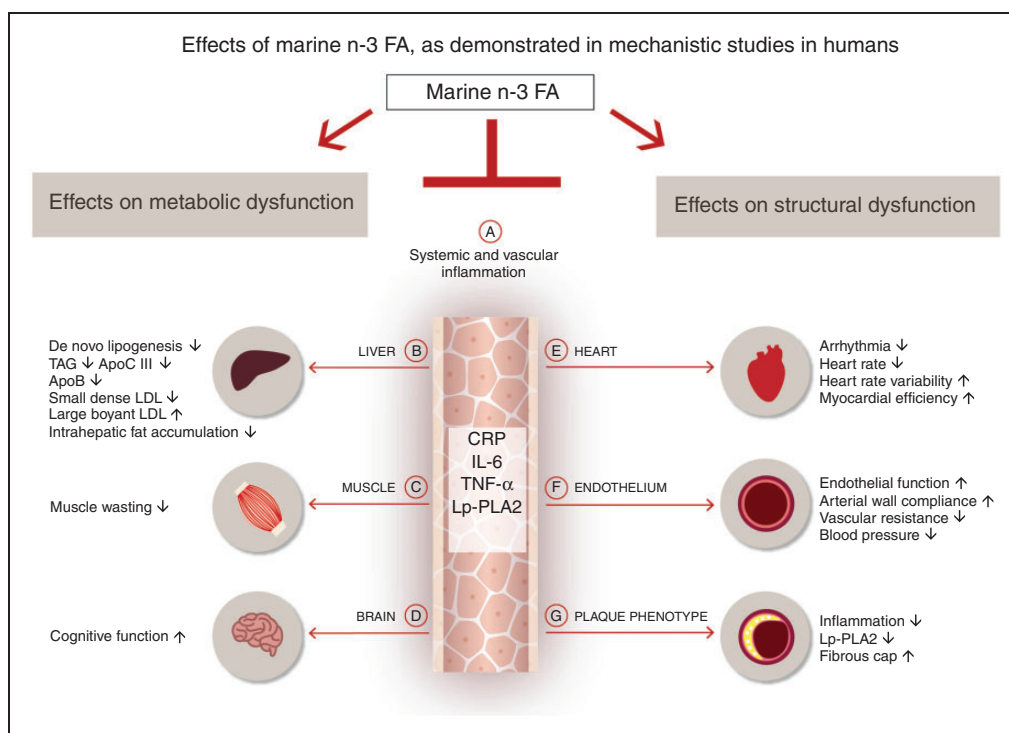 Effects of marine n-3 FA, as demonstrated in mechanistic studies in humans
Marine n-3 FA
Effects on metabolic dysfunction
Effects on structural dysfunction
A
Systemic and vascular
inflammation
LIVER B
De novo lipogenesis ↓
TAG ↓ ApoC III ↓
ApoB ↓
Small dense LDL ↓
Large boyant LDL ↑
Intrahepatic fat accumulation ↓
MUSCLE C
Muscle wasting ↓
BRAIN D
Cognitive function ↑
CRP
IL-6
TNF-α
Lp-PLA2
E HEART
Arrhythmia ↓
Heart rate ↓
Heart rate variability ↑
Myocardial efficiency ↑
F ENDOTHELIUM
Endothelial function ↑
Arterial wall compliance ↑
Vascular resistance ↓
Blood pressure ↓
G PLAQUE PHENOTYPE
Inflammation ↓
Lp-PLA2 ↓
Fibrous cap ↑